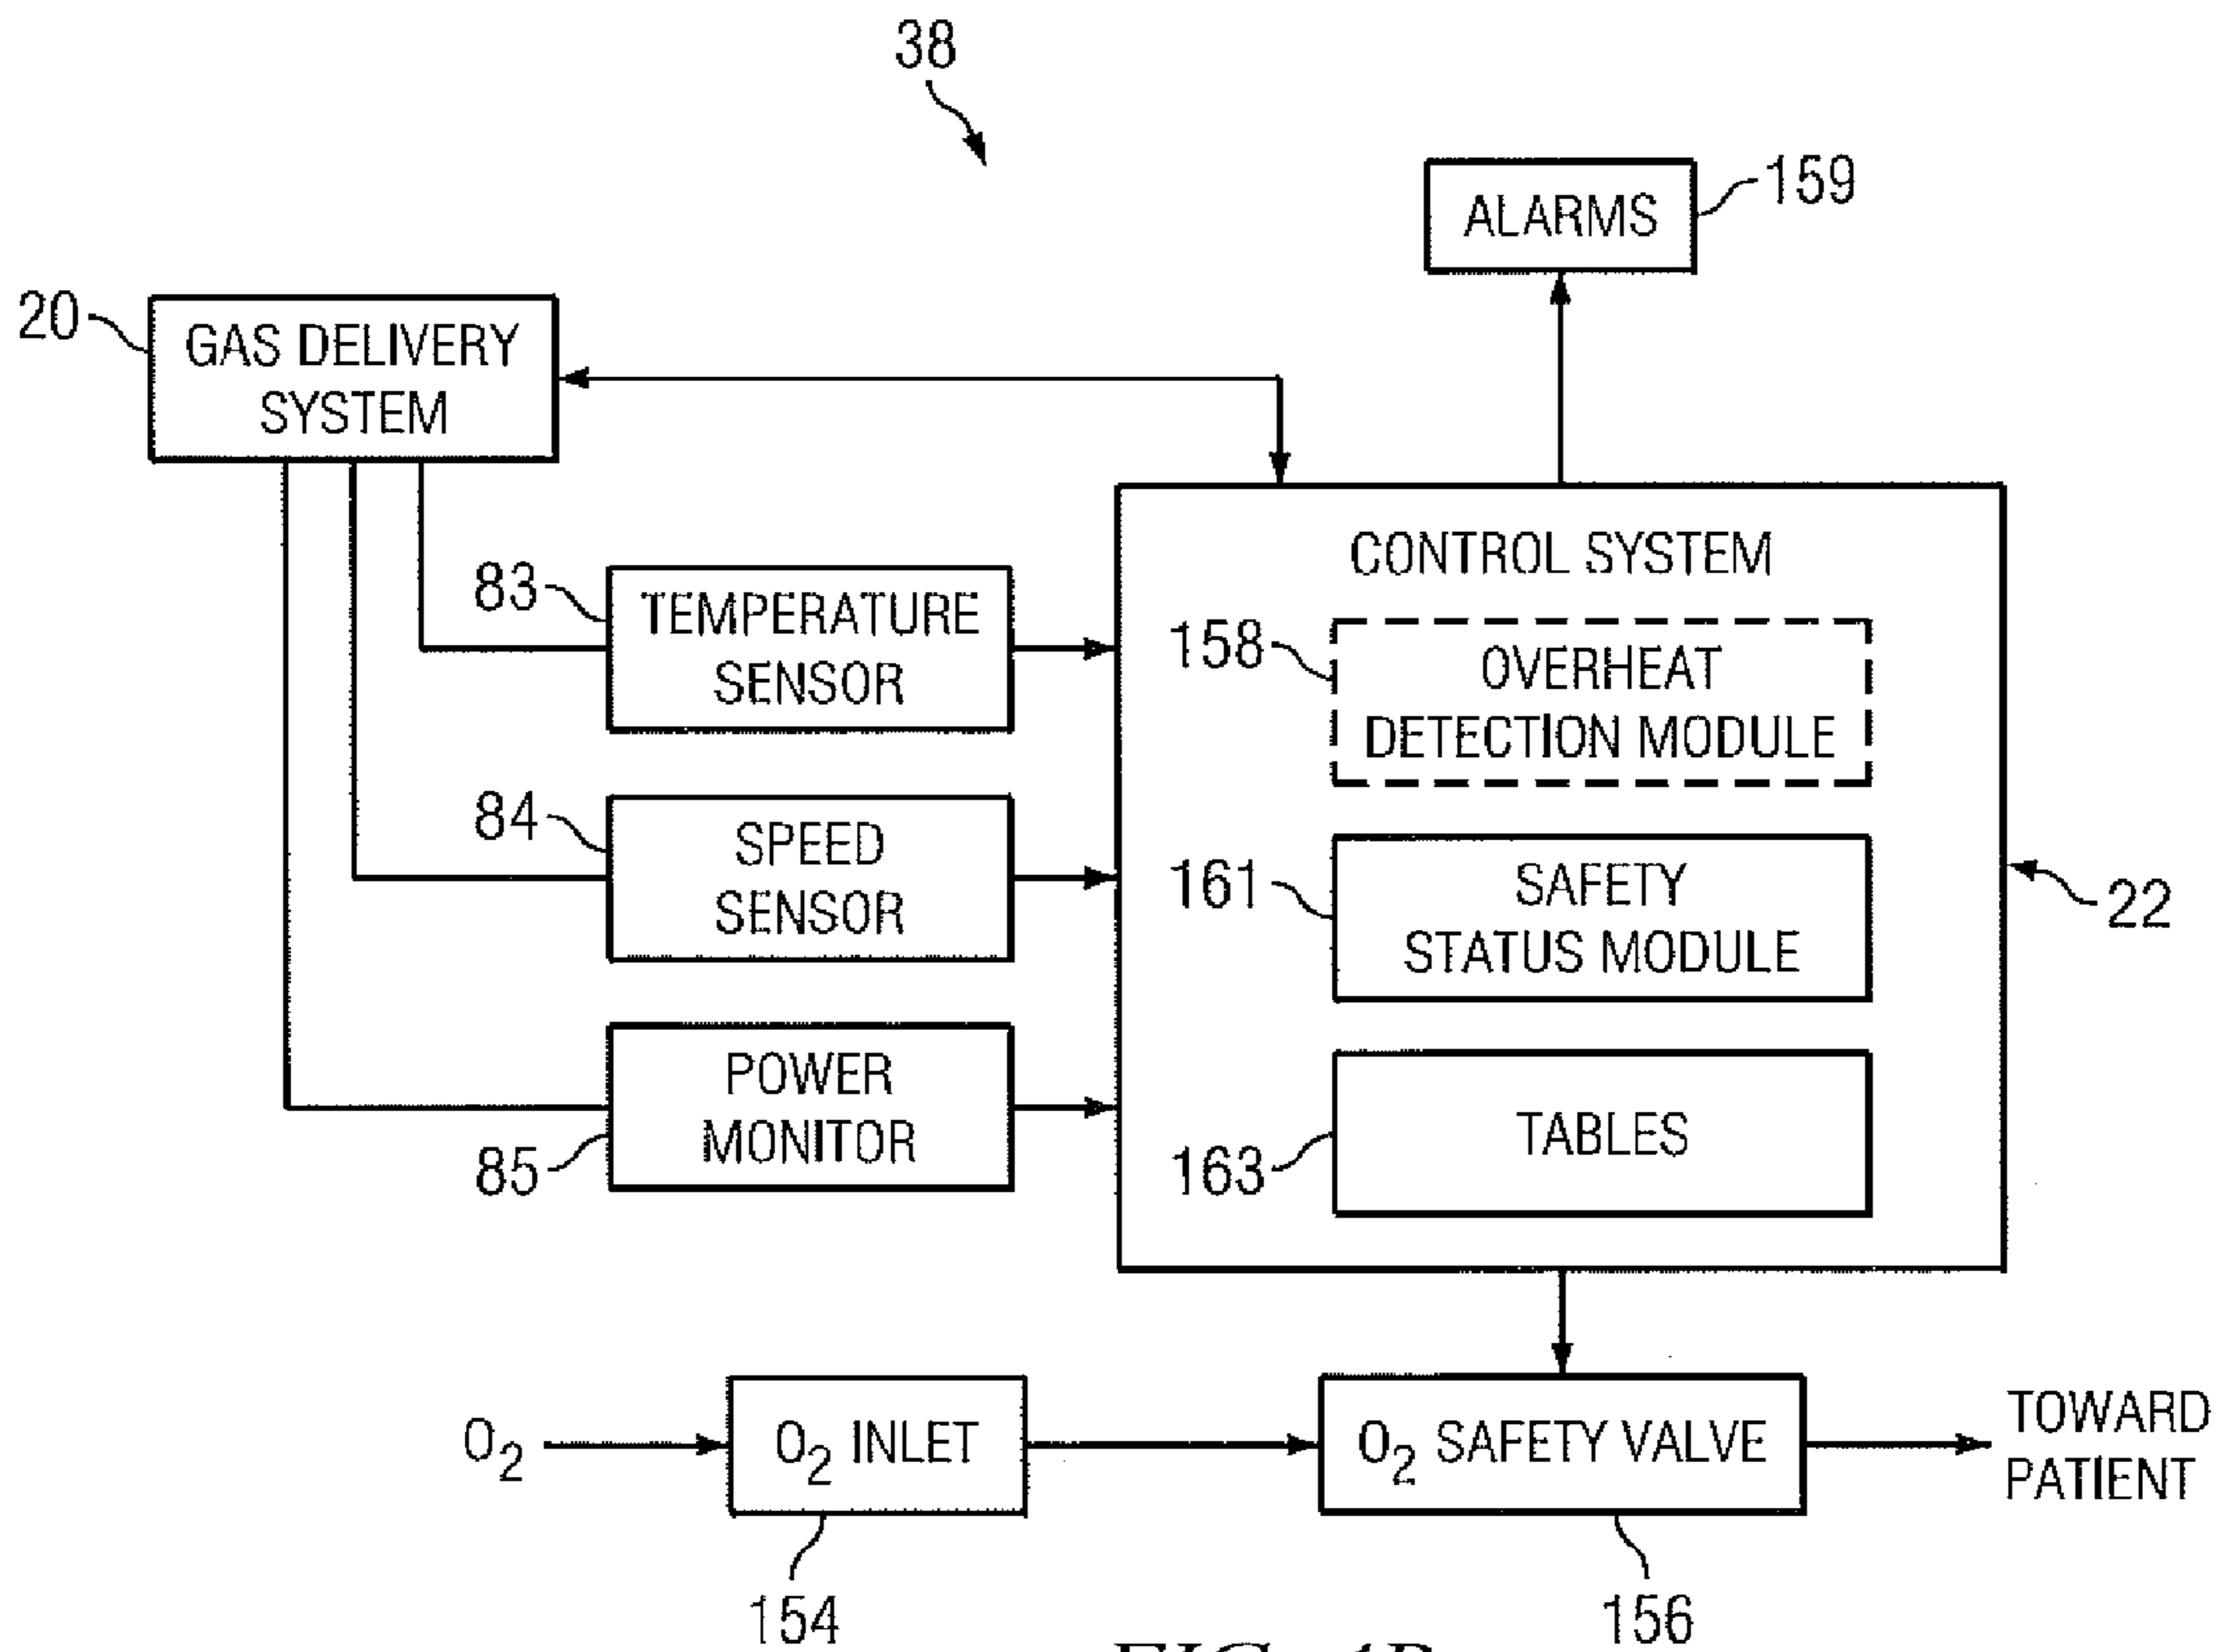 38
ALARMS
159
20
GAS DELIVERY
SYSTEM
CONTROL SYSTEM
83
TEMPERATURE
SENSOR
158
OVERHEAT
DETECTION MODULE
84
SPEED
SENSOR
161
SAFETY
STATUS MODULE
22
85
POWER
MONITOR
163
TABLES
O2
O2 INLET
O2 SAFETY VALVE
TOWARD
PATIENT
154
156